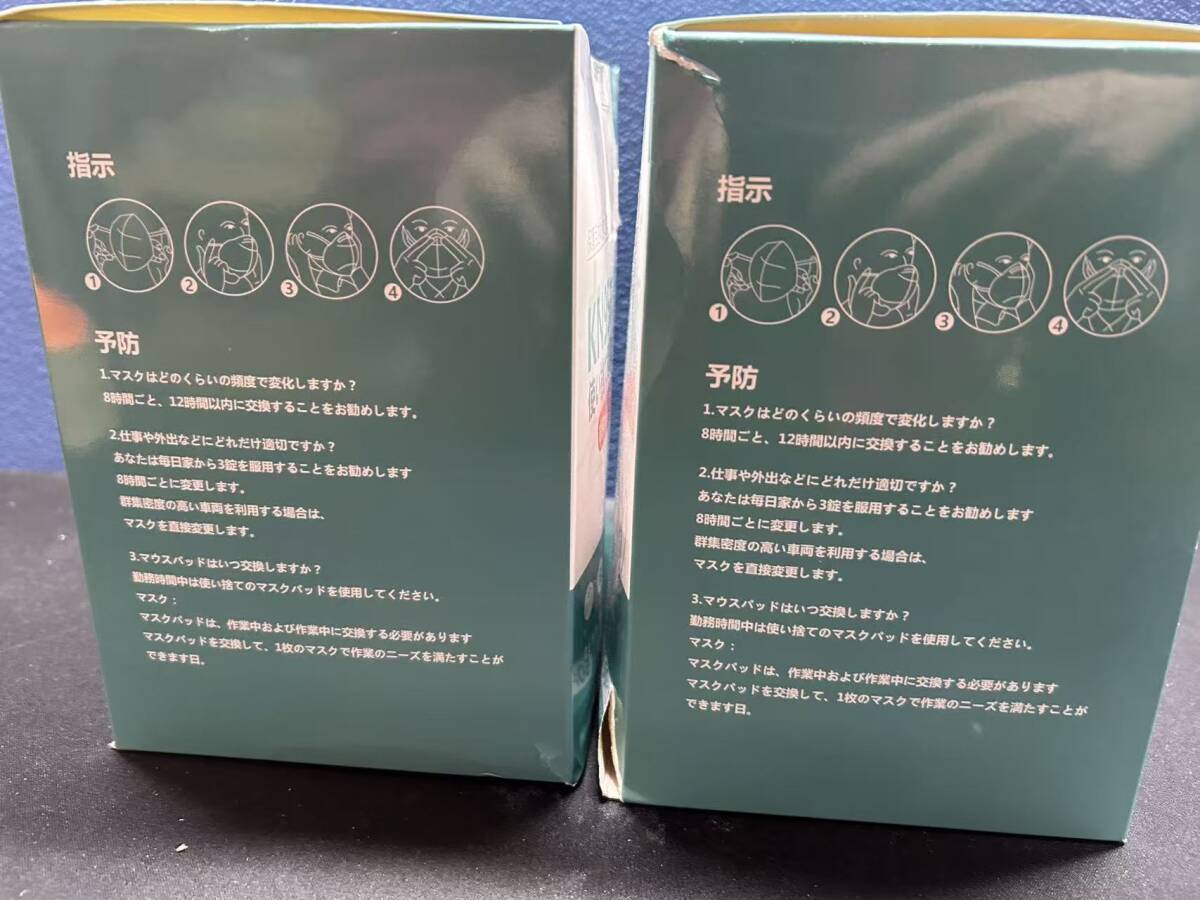 指示
1
2
3
4
予防
1.マスクはどのくらいの頻度で変化しますか？
8時間ごと、12時間以内に交換することをお勧めします。
2.仕事や外出などにどれだけ適切ですか？
あなたは毎日家から3錠を服用することをお勧めします
8時間ごとに変更します。
群集密度の高い車両を利用する場合は、
マスクを直接変更します。
3.マウスパッドはいつ交換しますか？
勤務時間中は使い捨てのマスクパッドを使用してください。
マスク：
マスクパッドは、作業中および作業中に交換する必要があります
マスクパッドを交換して、1枚のマスクで作業のニーズを満たすことが
できます日。
指示
1
2
3
4
予防
1.マスクはどのくらいの頻度で変化しますか？
8時間ごと、12時間以内に交換することをお勧めします。
2.仕事や外出などにどれだけ適切ですか？
あなたは毎日家から3錠を服用することをお勧めします
8時間ごとに変更します。
群集密度の高い車両を利用する場合は、
マスクを直接変更します。
3.マウスパッドはいつ交換しますか？
勤務時間中は使い捨てのマスクパッドを使用してください。
マスク：
マスクパッドは、作業中および作業中に交換する必要があります
マスクパッドを交換して、1枚のマスクで作業のニーズを満たすことが
できます日。